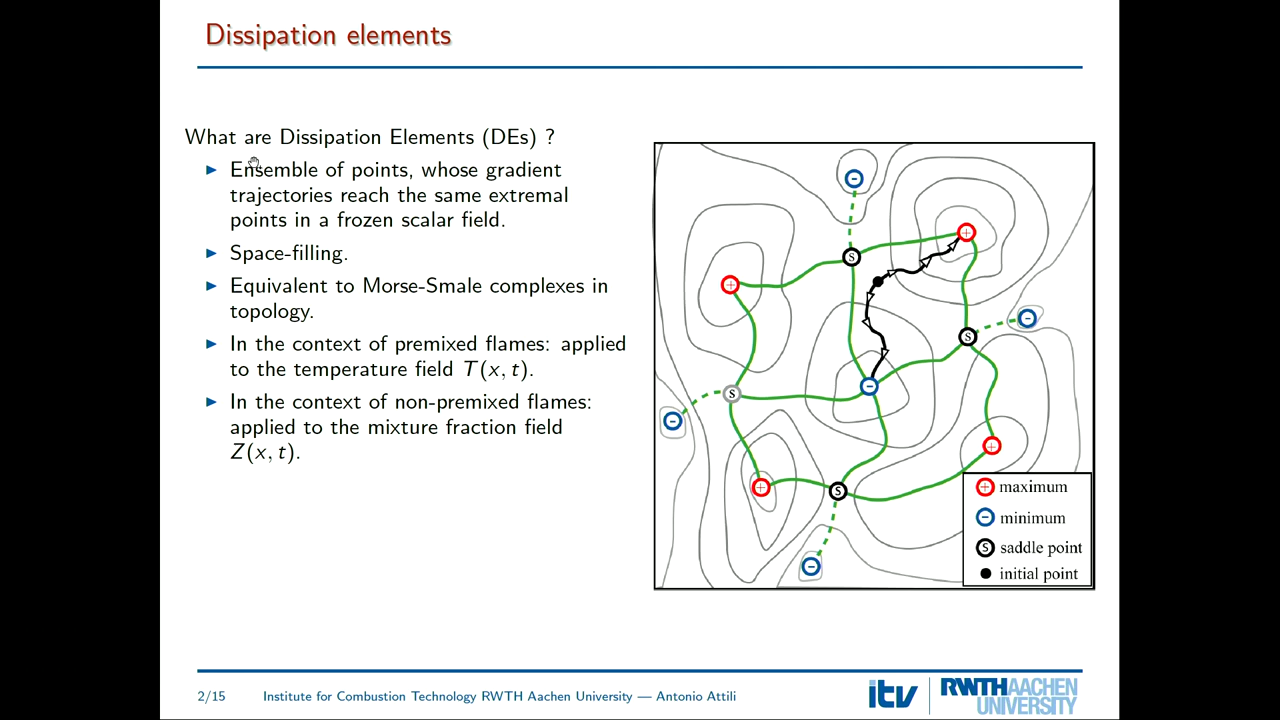 Dissipation elements
What are Dissipation Elements (DEs) ?
Ensemble of points, whose gradient
trajectories reach the same extremal
points in a frozen scalar field.
Space-filling.
Equivalent to Morse-Smale complexes in
topology.
In the context of premixed flames: applied
to the temperature field T(x, t).
In the context of non-premixed flames:
applied to the mixture fraction field
Z(x, t).
S
S
S
S
maximum
minimum
S saddle point
initial point
2/15 Institute for Combustion Technology RWTH Aachen University — Antonio Attili
itv
RWTHAACHEN
UNIVERSITY